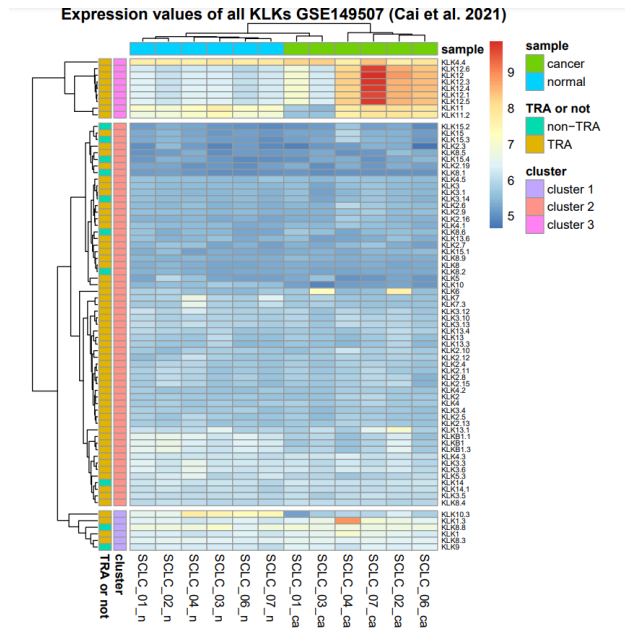 Expression values of all KLKs GSE149507 (Cai et al. 2021)
sample
KLK4.4
KLK12.6
KLK12
KLK12.3
KLK12.4
KLK12.1
KLK12.5
KLK11
KLK11.2
KLK15.2
KLK15
KLK15.3
KLK2.3
KLK8.5
KLK15.4
KLK2.19
KLK8.1
KLK4.5
KLK3
KLK3.1
KLK3.14
KLK2.6
KLK2.9
KLK2.16
KLK4.1
KLK8.6
KLK13.6
KLK2.7
KLK15.1
KLK8.9
KLK8
KLK8.2
KLK5
KLK10
KLK6
KLK7
KLK7.3
KLK3.12
KLK3.10
KLK3.13
KLK13.4
KLK13
KLK13.3
KLK2.10
KLK2.12
KLK2.4
KLK2.11
KLK2.8
KLK2.15
KLK4.2
KLK2
KLK4
KLK3.4
KLK2.5
KLK2.13
KLK13.1
KLKB1.1
KLKB1
KLKB1.3
KLK4.3
KLK3.3
KLK3.6
KLK5.3
KLK14
KLK14.1
KLK3.5
KLK8.4
KLK10.3
KLK1.3
KLK8.8
KLK1
KLK8.3
KLK9
TRA or not
cluster
SCLC_01_n
SCLC_02_n
SCLC_04_n
SCLC_03_n
SCLC_06_n
SCLC_07_n
SCLC_01_ca
SCLC_03_ca
SCLC_04_ca
SCLC_07_ca
SCLC_02_ca
SCLC_06_ca
9
8
7
6
5
sample
cancer
normal
TRA or not
non−TRA
TRA
cluster
cluster 1
cluster 2
cluster 3